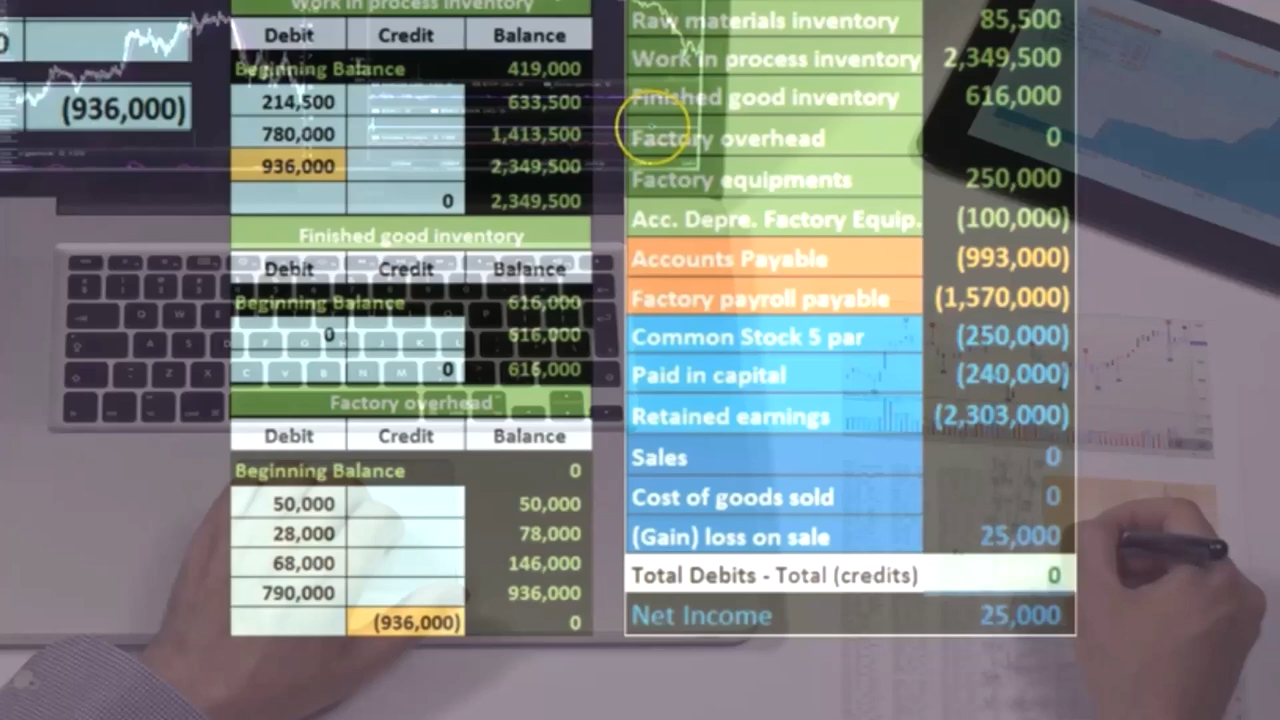 0
(936,000)
Work in process inventory
Debit Credit Balance
Beginning Balance 419,000
214,500 633,500
780,000 1,413,500
936,000 2,349,500
0 2,349,500
Finished good inventory
Debit Credit Balance
Beginning Balance 616,000
0 616,000
0 616,000
Factory overhead
Debit Credit Balance
Beginning Balance 0
50,000 50,000
28,000 78,000
68,000 146,000
790,000 936,000
(936,000) 0
Raw materials inventory 85,500
Work in process inventory 2,349,500
Finished good inventory 616,000
Factory overhead 0
Factory equipments 250,000
Acc. Depre. Factory Equip. (100,000)
Accounts Payable (993,000)
Factory payroll payable (1,570,000)
Common Stock 5 par (250,000)
Paid in capital (240,000)
Retained earnings (2,303,000)
Sales 0
Cost of goods sold 0
(Gain) loss on sale 25,000
Total Debits - Total (credits) 0
Net Income 25,000